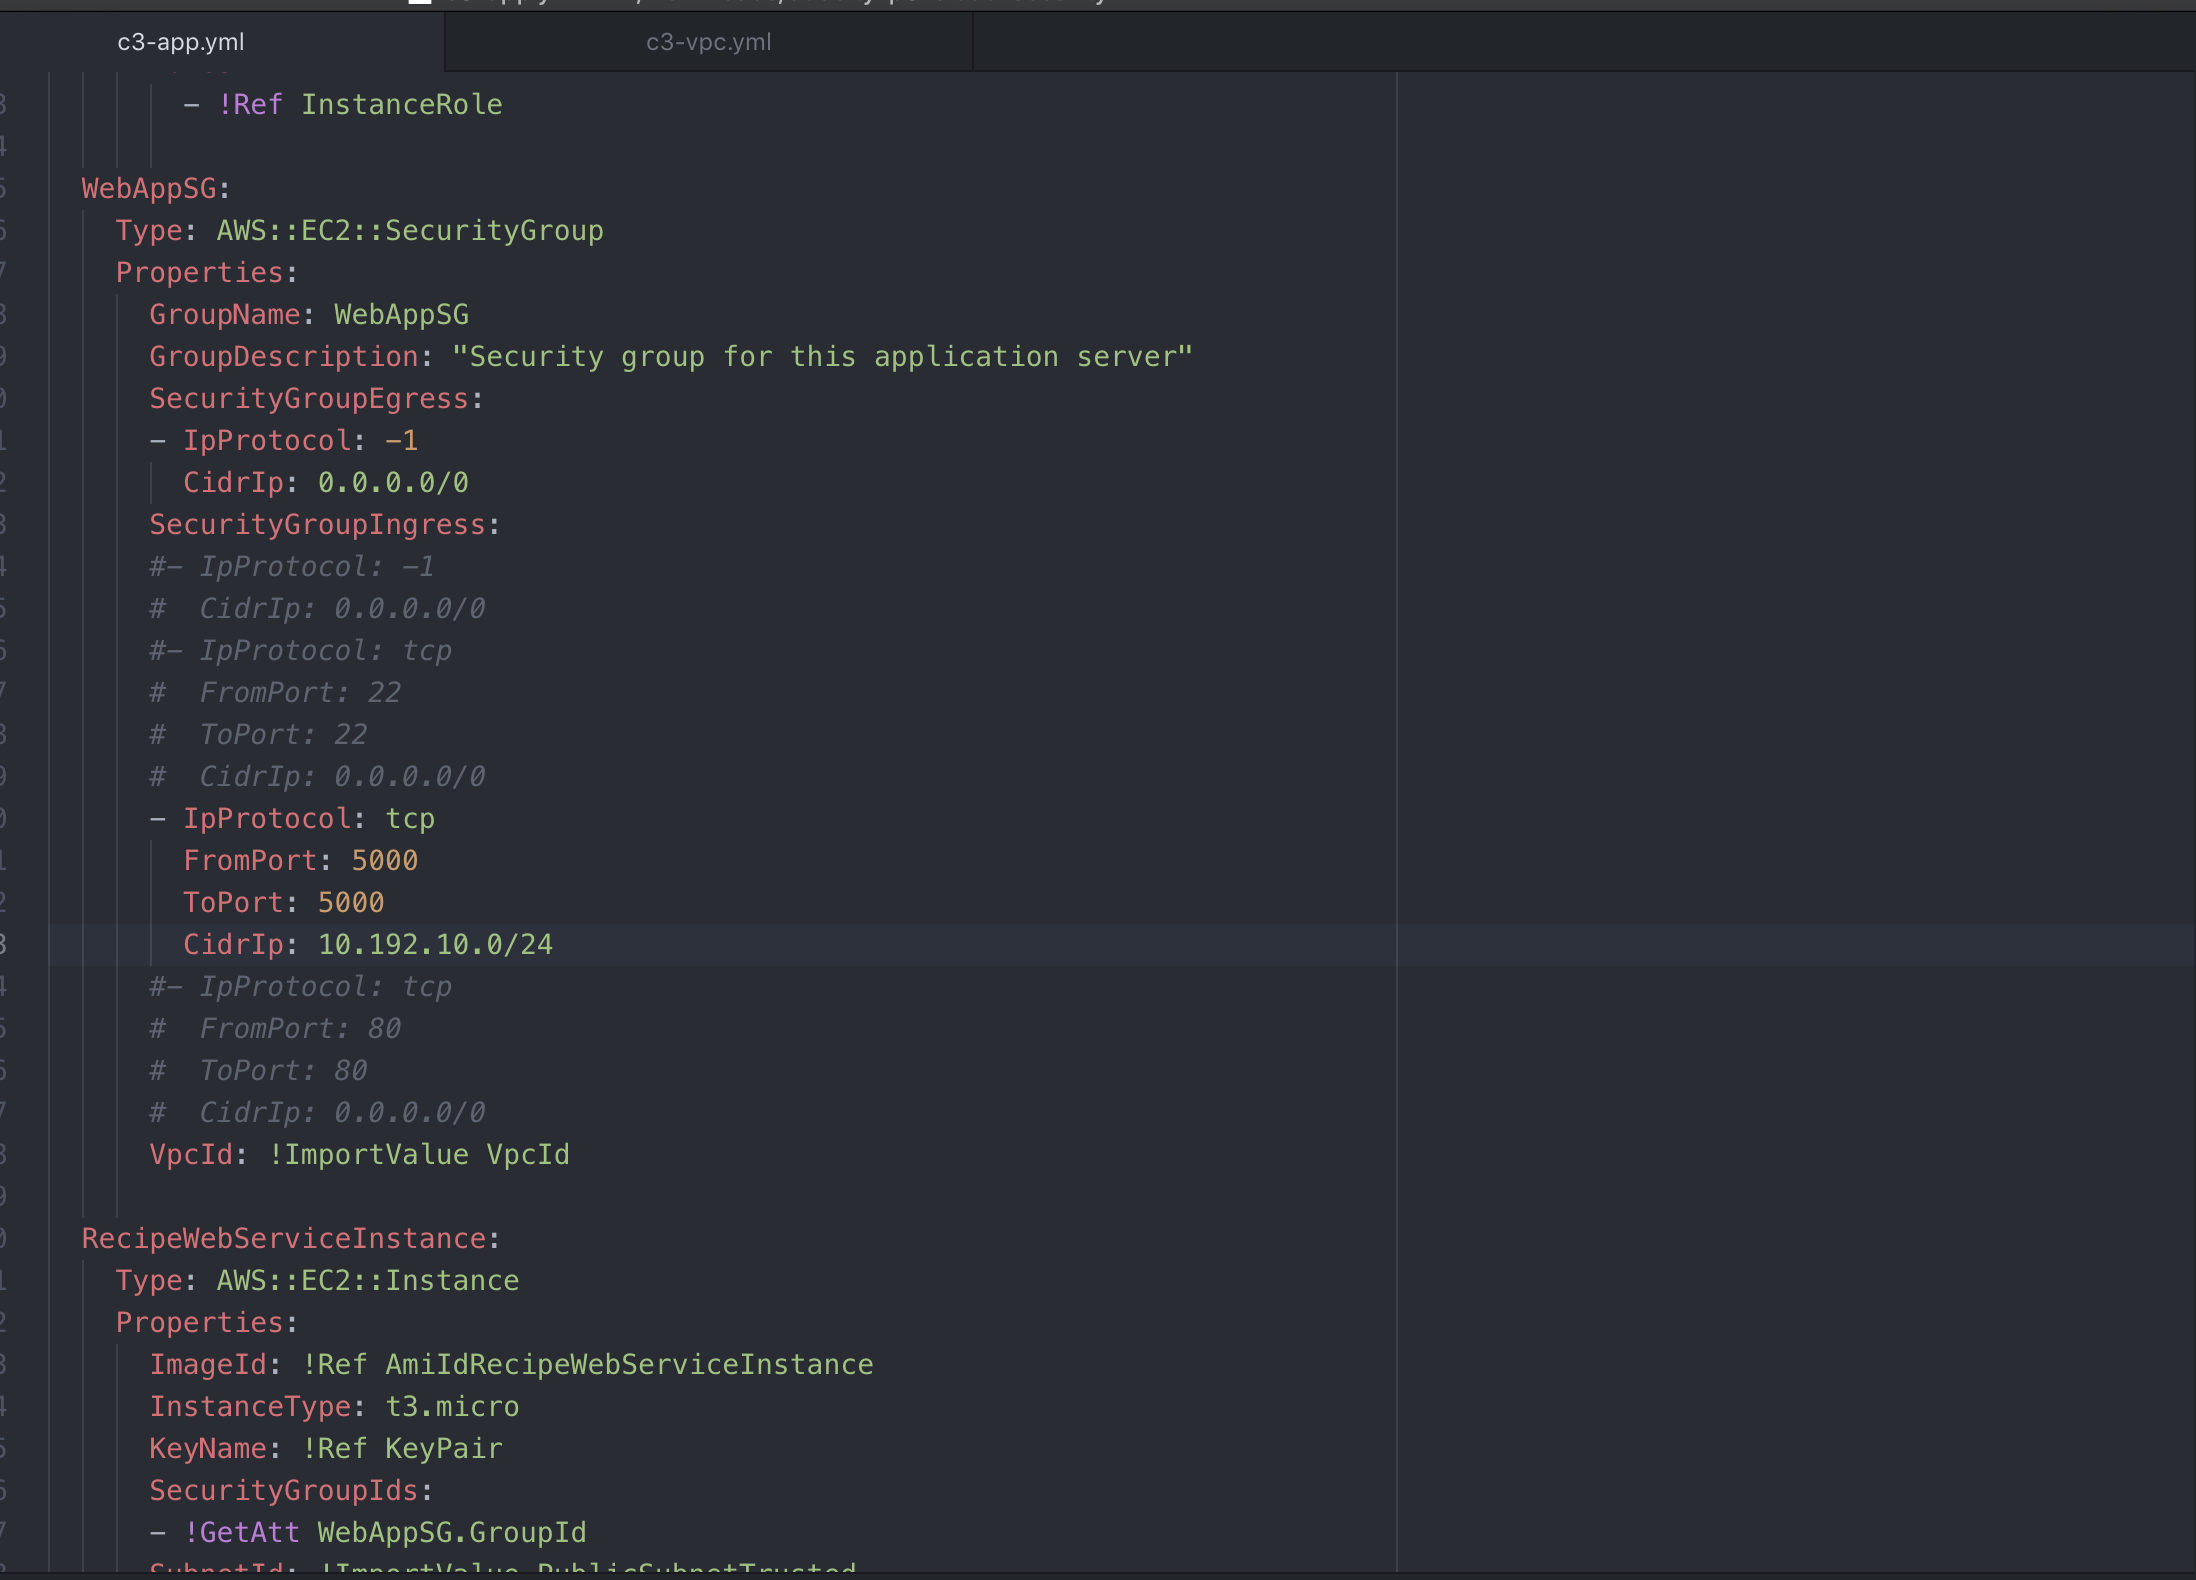 c3-app.yml c3-vpc.yml
- !Ref InstanceRole
WebAppSG:
Type: AWS::EC2::SecurityGroup
Properties:
GroupName: WebAppSG
GroupDescription: "Security group for this application server"
SecurityGroupEgress:
- IpProtocol: -1
CidrIp: 0.0.0.0/0
SecurityGroupIngress:
#- IpProtocol: -1
#  CidrIp: 0.0.0.0/0
#- IpProtocol: tcp
#  FromPort: 22
#  ToPort: 22
#  CidrIp: 0.0.0.0/0
- IpProtocol: tcp
FromPort: 5000
ToPort: 5000
CidrIp: 10.192.10.0/24
#- IpProtocol: tcp
#  FromPort: 80
#  ToPort: 80
#  CidrIp: 0.0.0.0/0
VpcId: !ImportValue VpcId
RecipeWebServiceInstance:
Type: AWS::EC2::Instance
Properties:
ImageId: !Ref AmiIdRecipeWebServiceInstance
InstanceType: t3.micro
KeyName: !Ref KeyPair
SecurityGroupIds:
- !GetAtt WebAppSG.GroupId
SubnetId: !ImportValue PublicSubnetTrusted